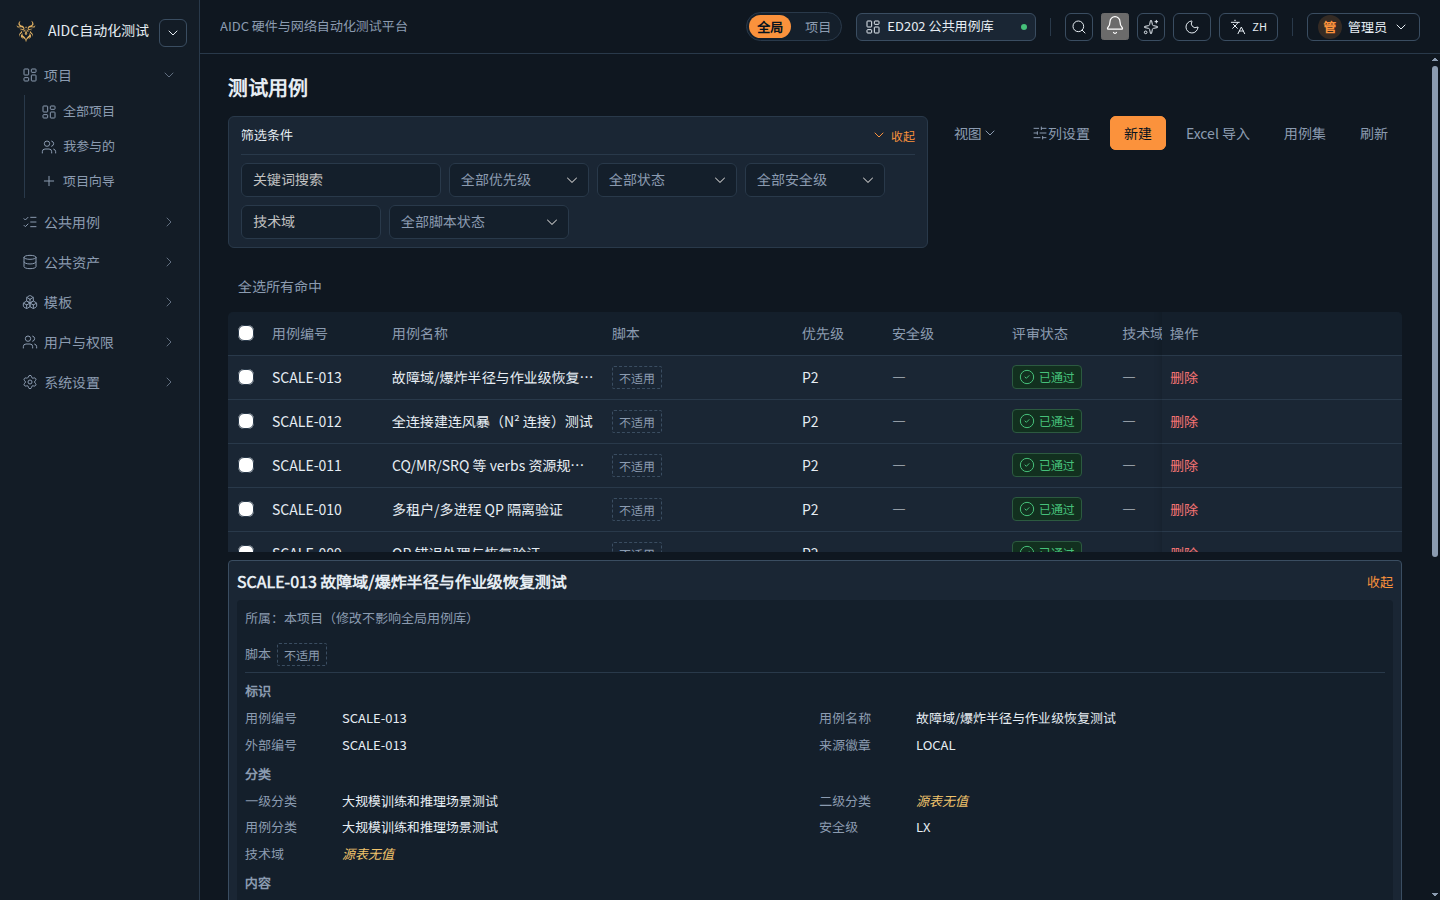 AIDC自动化测试
AIDC 硬件与网络自动化测试平台
全局
项目
ED202 公共用例库
ZH
管
管理员
项目
全部项目
我参与的
项目向导
公共用例
公共资产
模板
用户与权限
系统设置
测试用例
筛选条件
收起
关键词搜索
全部优先级
全部状态
全部安全级
技术域
全部脚本状态
视图
列设置
新建
Excel 导入
用例集
刷新
全选所有命中
用例编号 用例名称 脚本 优先级 安全级 评审状态 技术域 操作
SCALE-013 故障域/爆炸半径与作业级恢复… 不适用 P2 — 已通过 — 删除
SCALE-012 全连接建连风暴（N² 连接）测试 不适用 P2 — 已通过 — 删除
SCALE-011 CQ/MR/SRQ 等 verbs 资源规… 不适用 P2 — 已通过 — 删除
SCALE-010 多租户/多进程 QP 隔离验证 不适用 P2 — 已通过 — 删除
SCALE-013 故障域/爆炸半径与作业级恢复测试
收起
所属：本项目（修改不影响全局用例库）
脚本 不适用
标识
用例编号 SCALE-013 用例名称 故障域/爆炸半径与作业级恢复测试
外部编号 SCALE-013 来源徽章 LOCAL
分类
一级分类 大规模训练和推理场景测试 二级分类 源表无值
用例分类 大规模训练和推理场景测试 安全级 LX
技术域 源表无值
内容